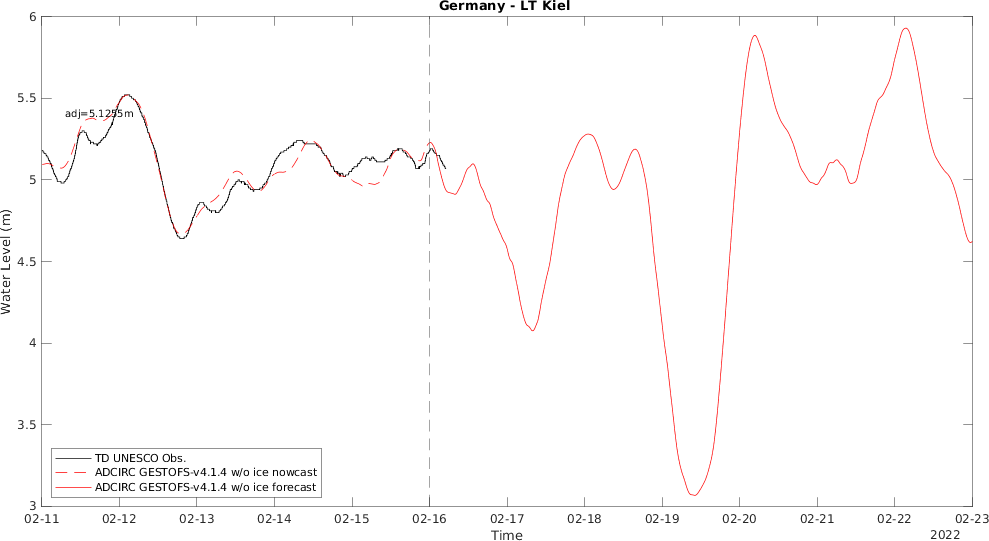 Germany - LT Kiel
6
5.5
5
4.5
4
3.5
3
Water Level (m)
adj=5.1255m
TD UNESCO Obs.
ADCIRC GESTOFS-v4.1.4 w/o ice nowcast
ADCIRC GESTOFS-v4.1.4 w/o ice forecast
02-11 02-12 02-13 02-14 02-15 02-16 02-17 02-18 02-19 02-20 02-21 02-22 02-23
Time
2022